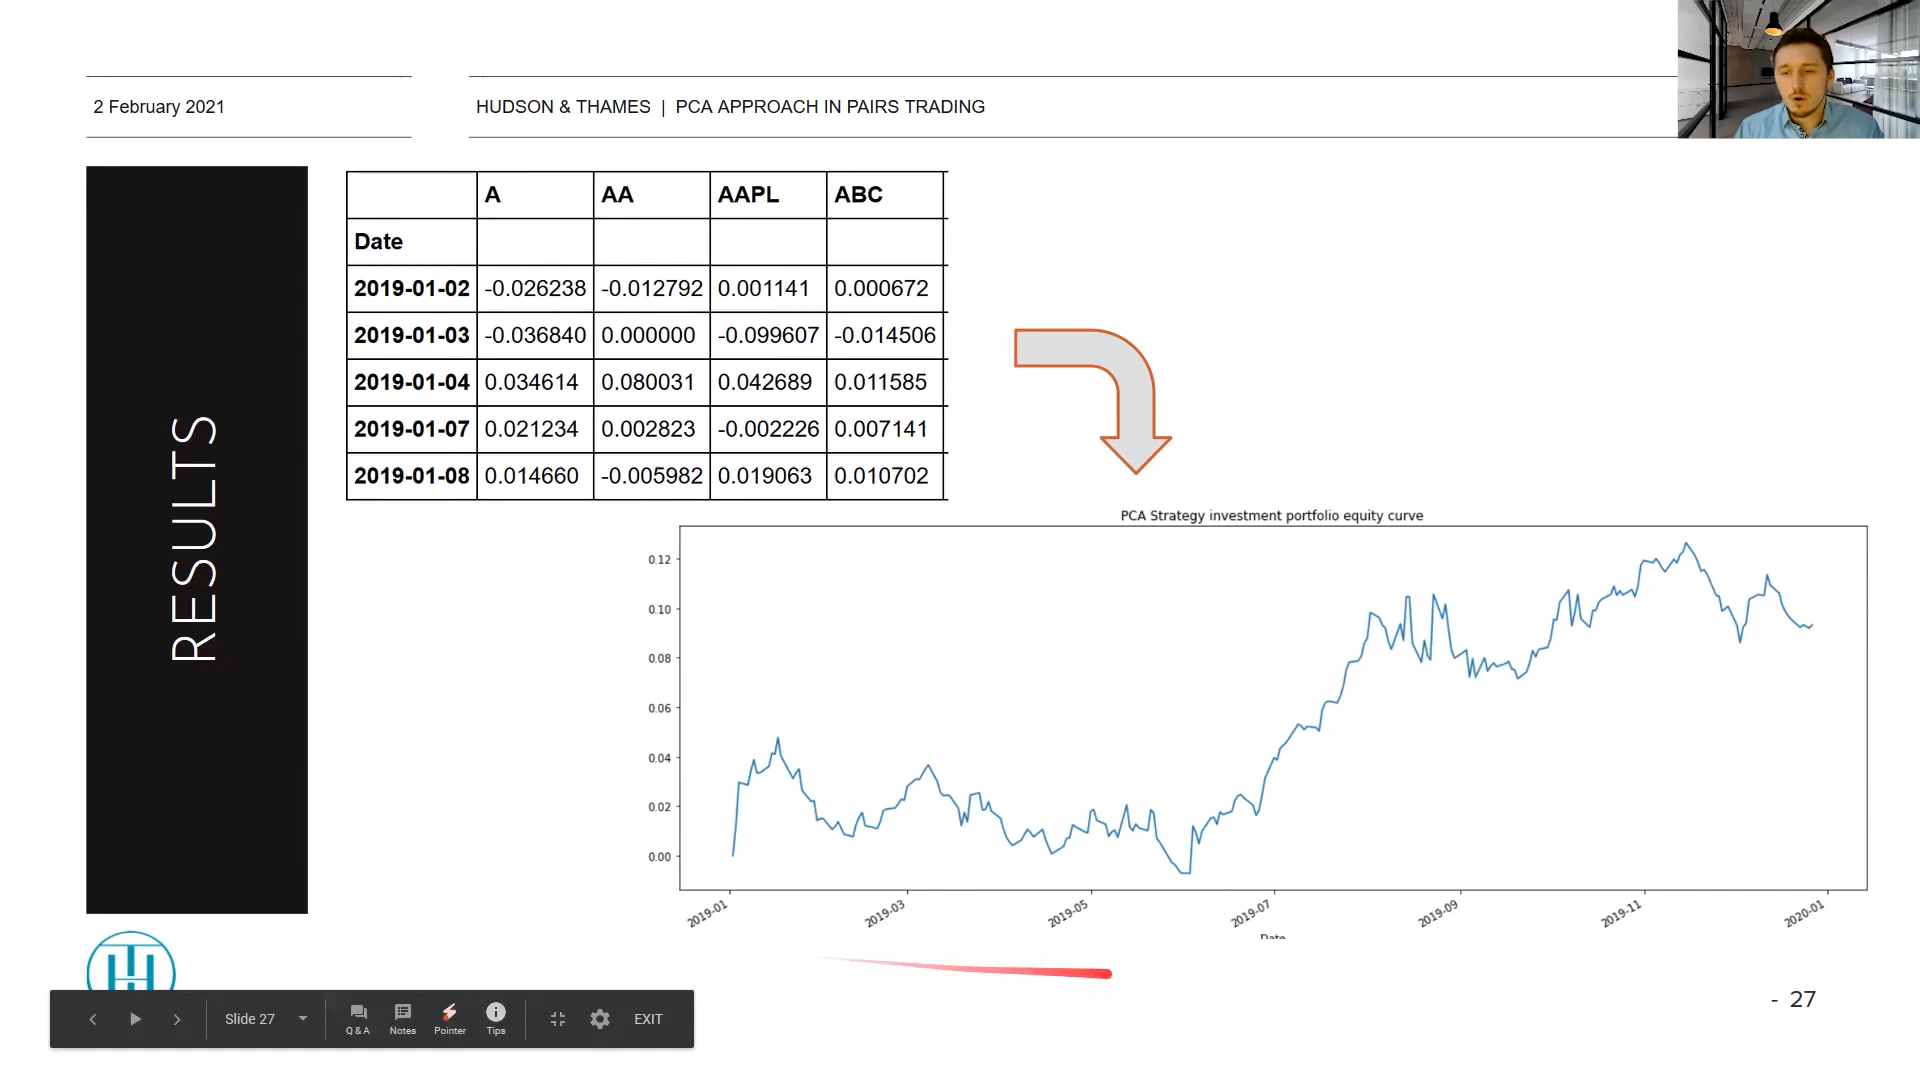 2 February 2021
HUDSON & THAMES | PCA APPROACH IN PAIRS TRADING
RESULTS
A AA AAPL ABC
Date
2019-01-02 -0.026238 -0.012792 0.001141 0.000672
2019-01-03 -0.036840 0.000000 -0.099607 -0.014506
2019-01-04 0.034614 0.080031 0.042689 0.011585
2019-01-07 0.021234 0.002823 -0.002226 0.007141
2019-01-08 0.014660 -0.005982 0.019063 0.010702
PCA Strategy investment portfolio equity curve
0.12
0.10
0.08
0.06
0.04
0.02
0.00
2019-01 2019-03 2019-05 2019-07 2019-09 2019-11 2020-01
Date
- 27
Slide 27 Q & A Notes Pointer Tips EXIT